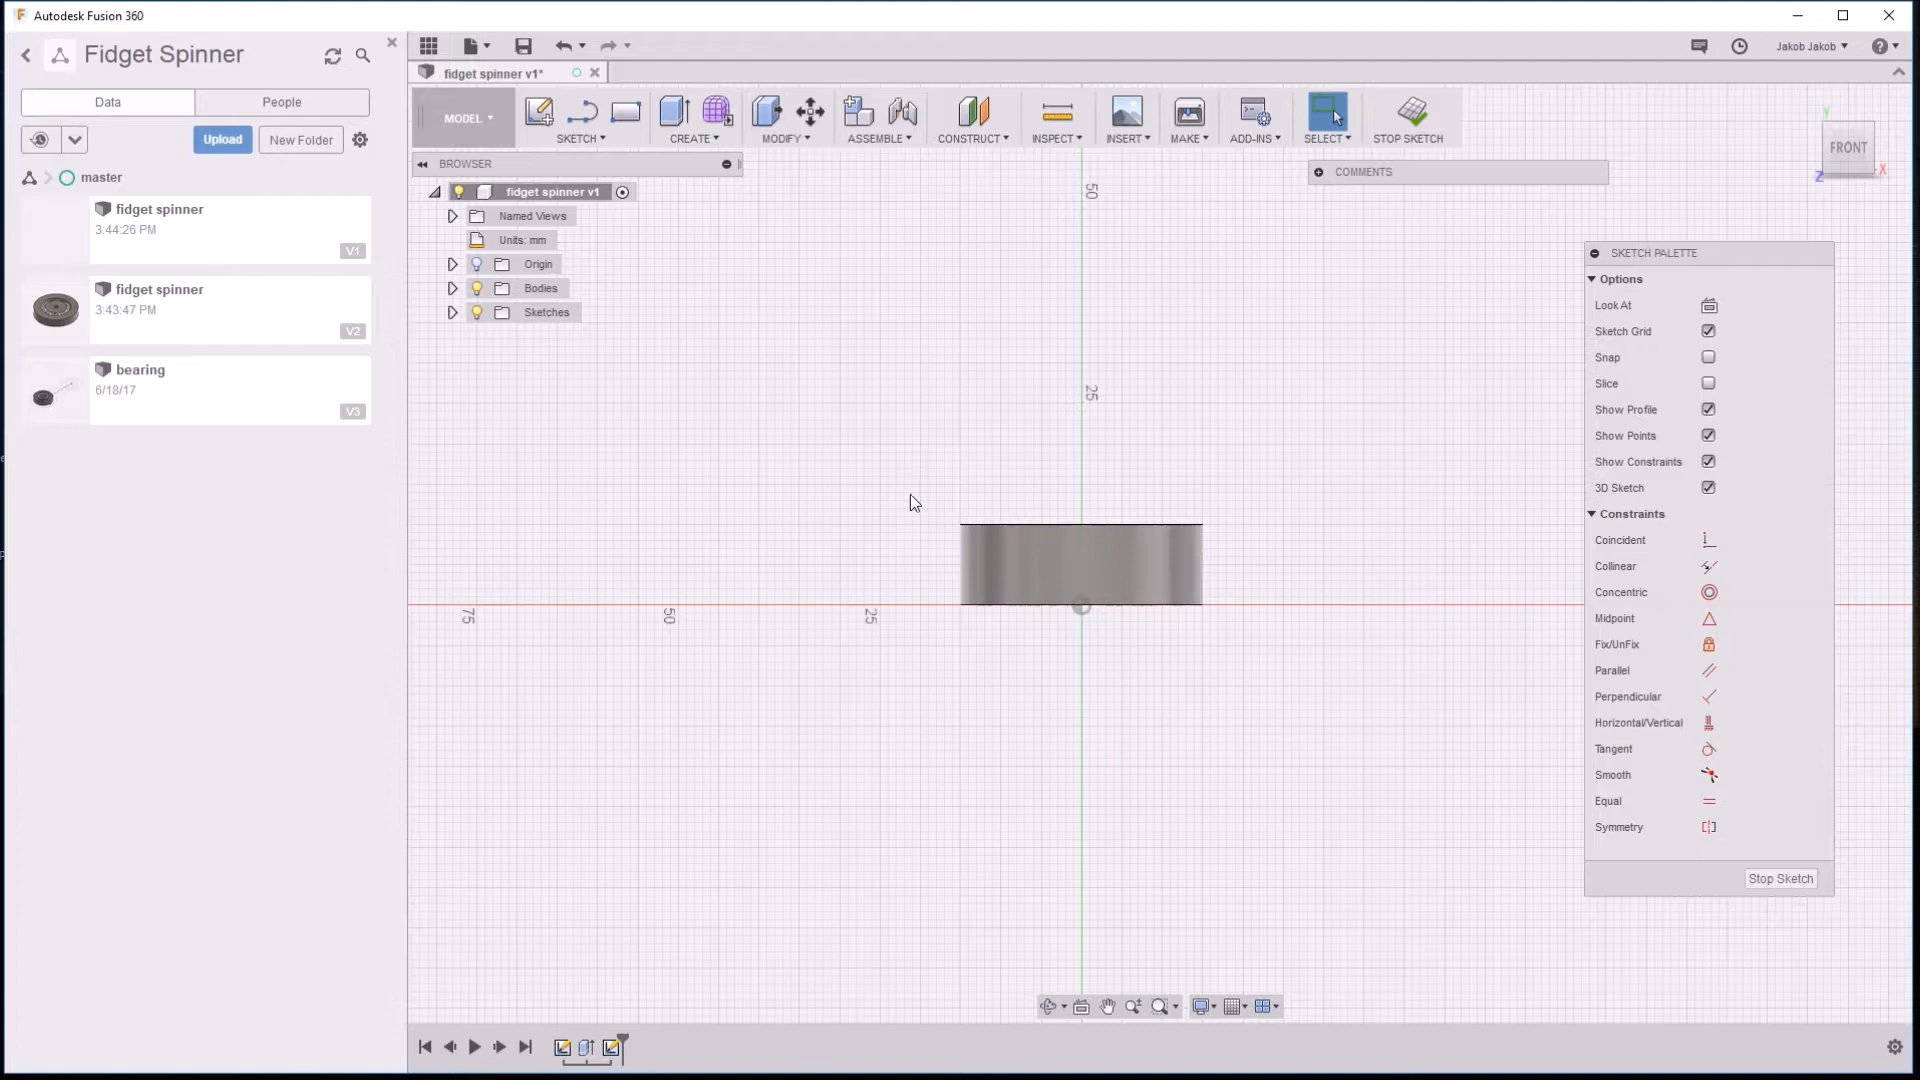 Autodesk Fusion 360
Fidget Spinner
Data
People
Upload
New Folder
master
fidget spinner
3:44:26 PM
V1
fidget spinner
3:43:47 PM
V2
bearing
6/18/17
V3
Jakob Jakob
fidget spinner v1*
MODEL
SKETCH
CREATE
MODIFY
ASSEMBLE
CONSTRUCT
INSPECT
INSERT
MAKE
ADD-INS
SELECT
STOP SKETCH
BROWSER
fidget spinner v1
Named Views
Units: mm
Origin
Bodies
Sketches
COMMENTS
FRONT
Y
X
Z
50
25
75
50
25
SKETCH PALETTE
Options
Look At
Sketch Grid
Snap
Slice
Show Profile
Show Points
Show Constraints
3D Sketch
Constraints
Coincident
Collinear
Concentric
Midpoint
Fix/UnFix
Parallel
Perpendicular
Horizontal/Vertical
Tangent
Smooth
Equal
Symmetry
Stop Sketch